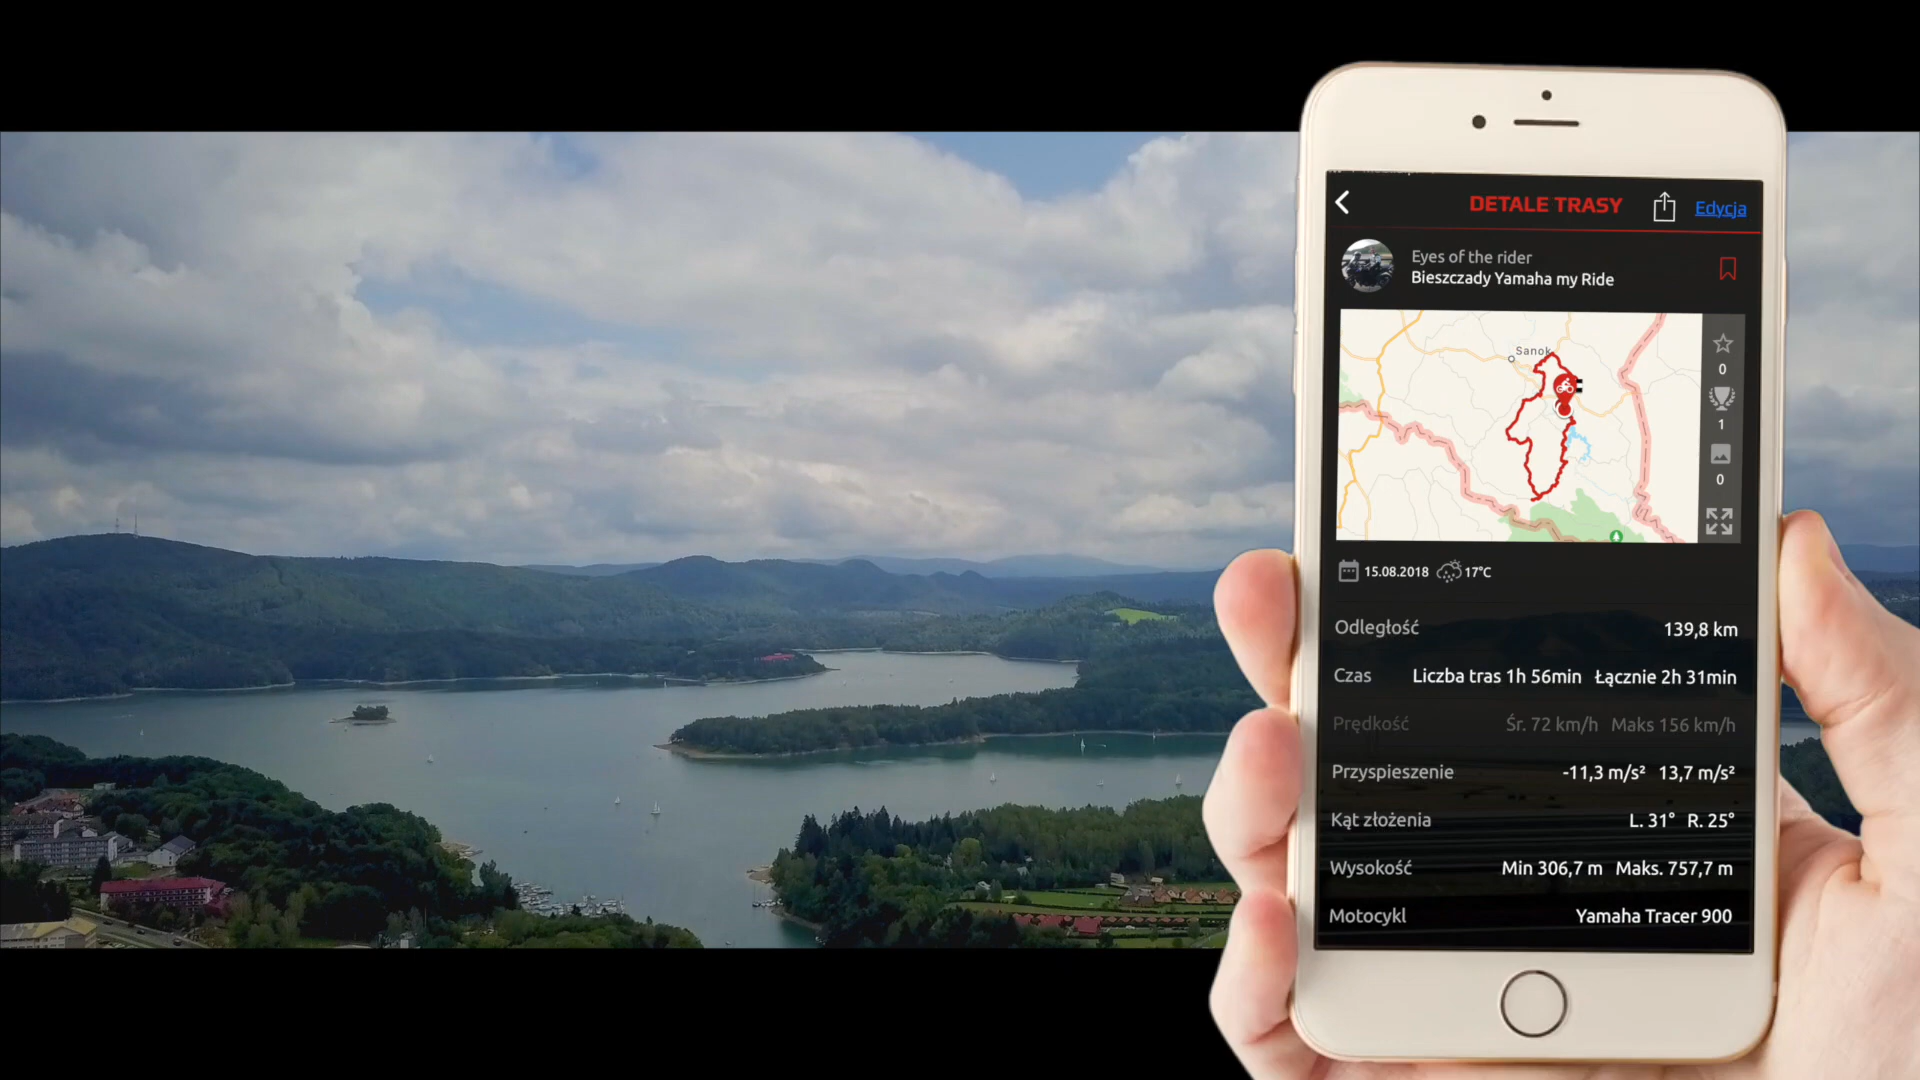 DETALE TRASY
Edycja
Eyes of the rider
Bieszczady Yamaha my Ride
Sanok
0
1
0
15.08.2018 17°C
Odległość 139,8 km
Czas Liczba tras 1h 56min Łącznie 2h 31min
Prędkość Śr. 72 km/h Maks 156 km/h
Przyspieszenie -11,3 m/s² 13,7 m/s²
Kąt złożenia L. 31° R. 25°
Wysokość Min 306,7 m Maks. 757,7 m
Motocykl Yamaha Tracer 900